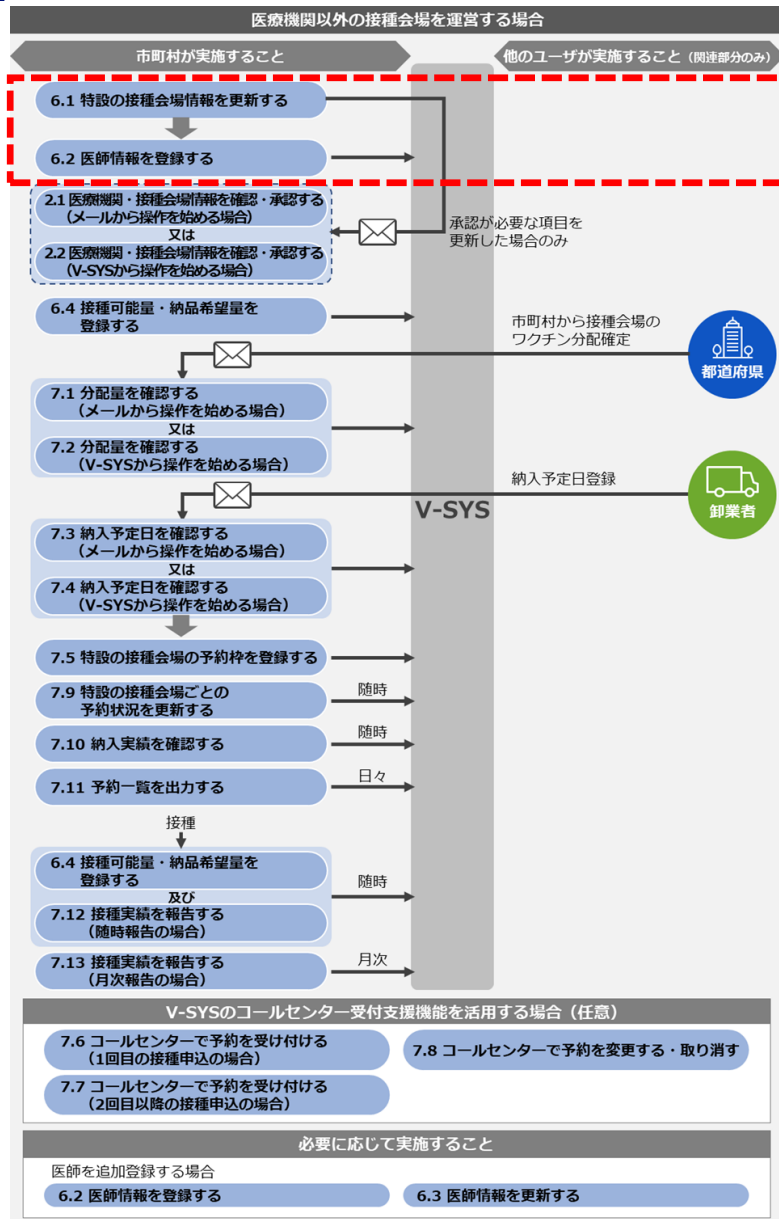 医療機関以外の接種会場を運営する場合
市町村が実施すること
他のユーザが実施すること（関連部分のみ）
6.1 特設の接種会場情報を更新する
6.2 医師情報を登録する
2.1 医療機関・接種会場情報を確認・承認する
（メールから操作を始める場合）
又は
2.2 医療機関・接種会場情報を確認・承認する
（V-SYSから操作を始める場合）
承認が必要な項目を
更新した場合のみ
6.4 接種可能量・納品希望量を
登録する
市町村から接種会場の
ワクチン分配確定
都道府県
7.1 分配量を確認する
（メールから操作を始める場合）
又は
7.2 分配量を確認する
（V-SYSから操作を始める場合）
納入予定日登録
卸業者
V-SYS
7.3 納入予定日を確認する
（メールから操作を始める場合）
又は
7.4 納入予定日を確認する
（V-SYSから操作を始める場合）
7.5 特設の接種会場の予約枠を登録する
7.9 特設の接種会場ごとの
予約状況を更新する
随時
7.10 納入実績を確認する
随時
7.11 予約一覧を出力する
日々
接種
6.4 接種可能量・納品希望量を
登録する
及び
7.12 接種実績を報告する
（随時報告の場合）
随時
7.13 接種実績を報告する
（月次報告の場合）
月次
V-SYSのコールセンター受付支援機能を活用する場合（任意）
7.6 コールセンターで予約を受け付ける
（1回目の接種申込の場合）
7.8 コールセンターで予約を変更する・取り消す
7.7 コールセンターで予約を受け付ける
（2回目以降の接種申込の場合）
必要に応じて実施すること
医師を追加登録する場合
6.2 医師情報を登録する
6.3 医師情報を更新する